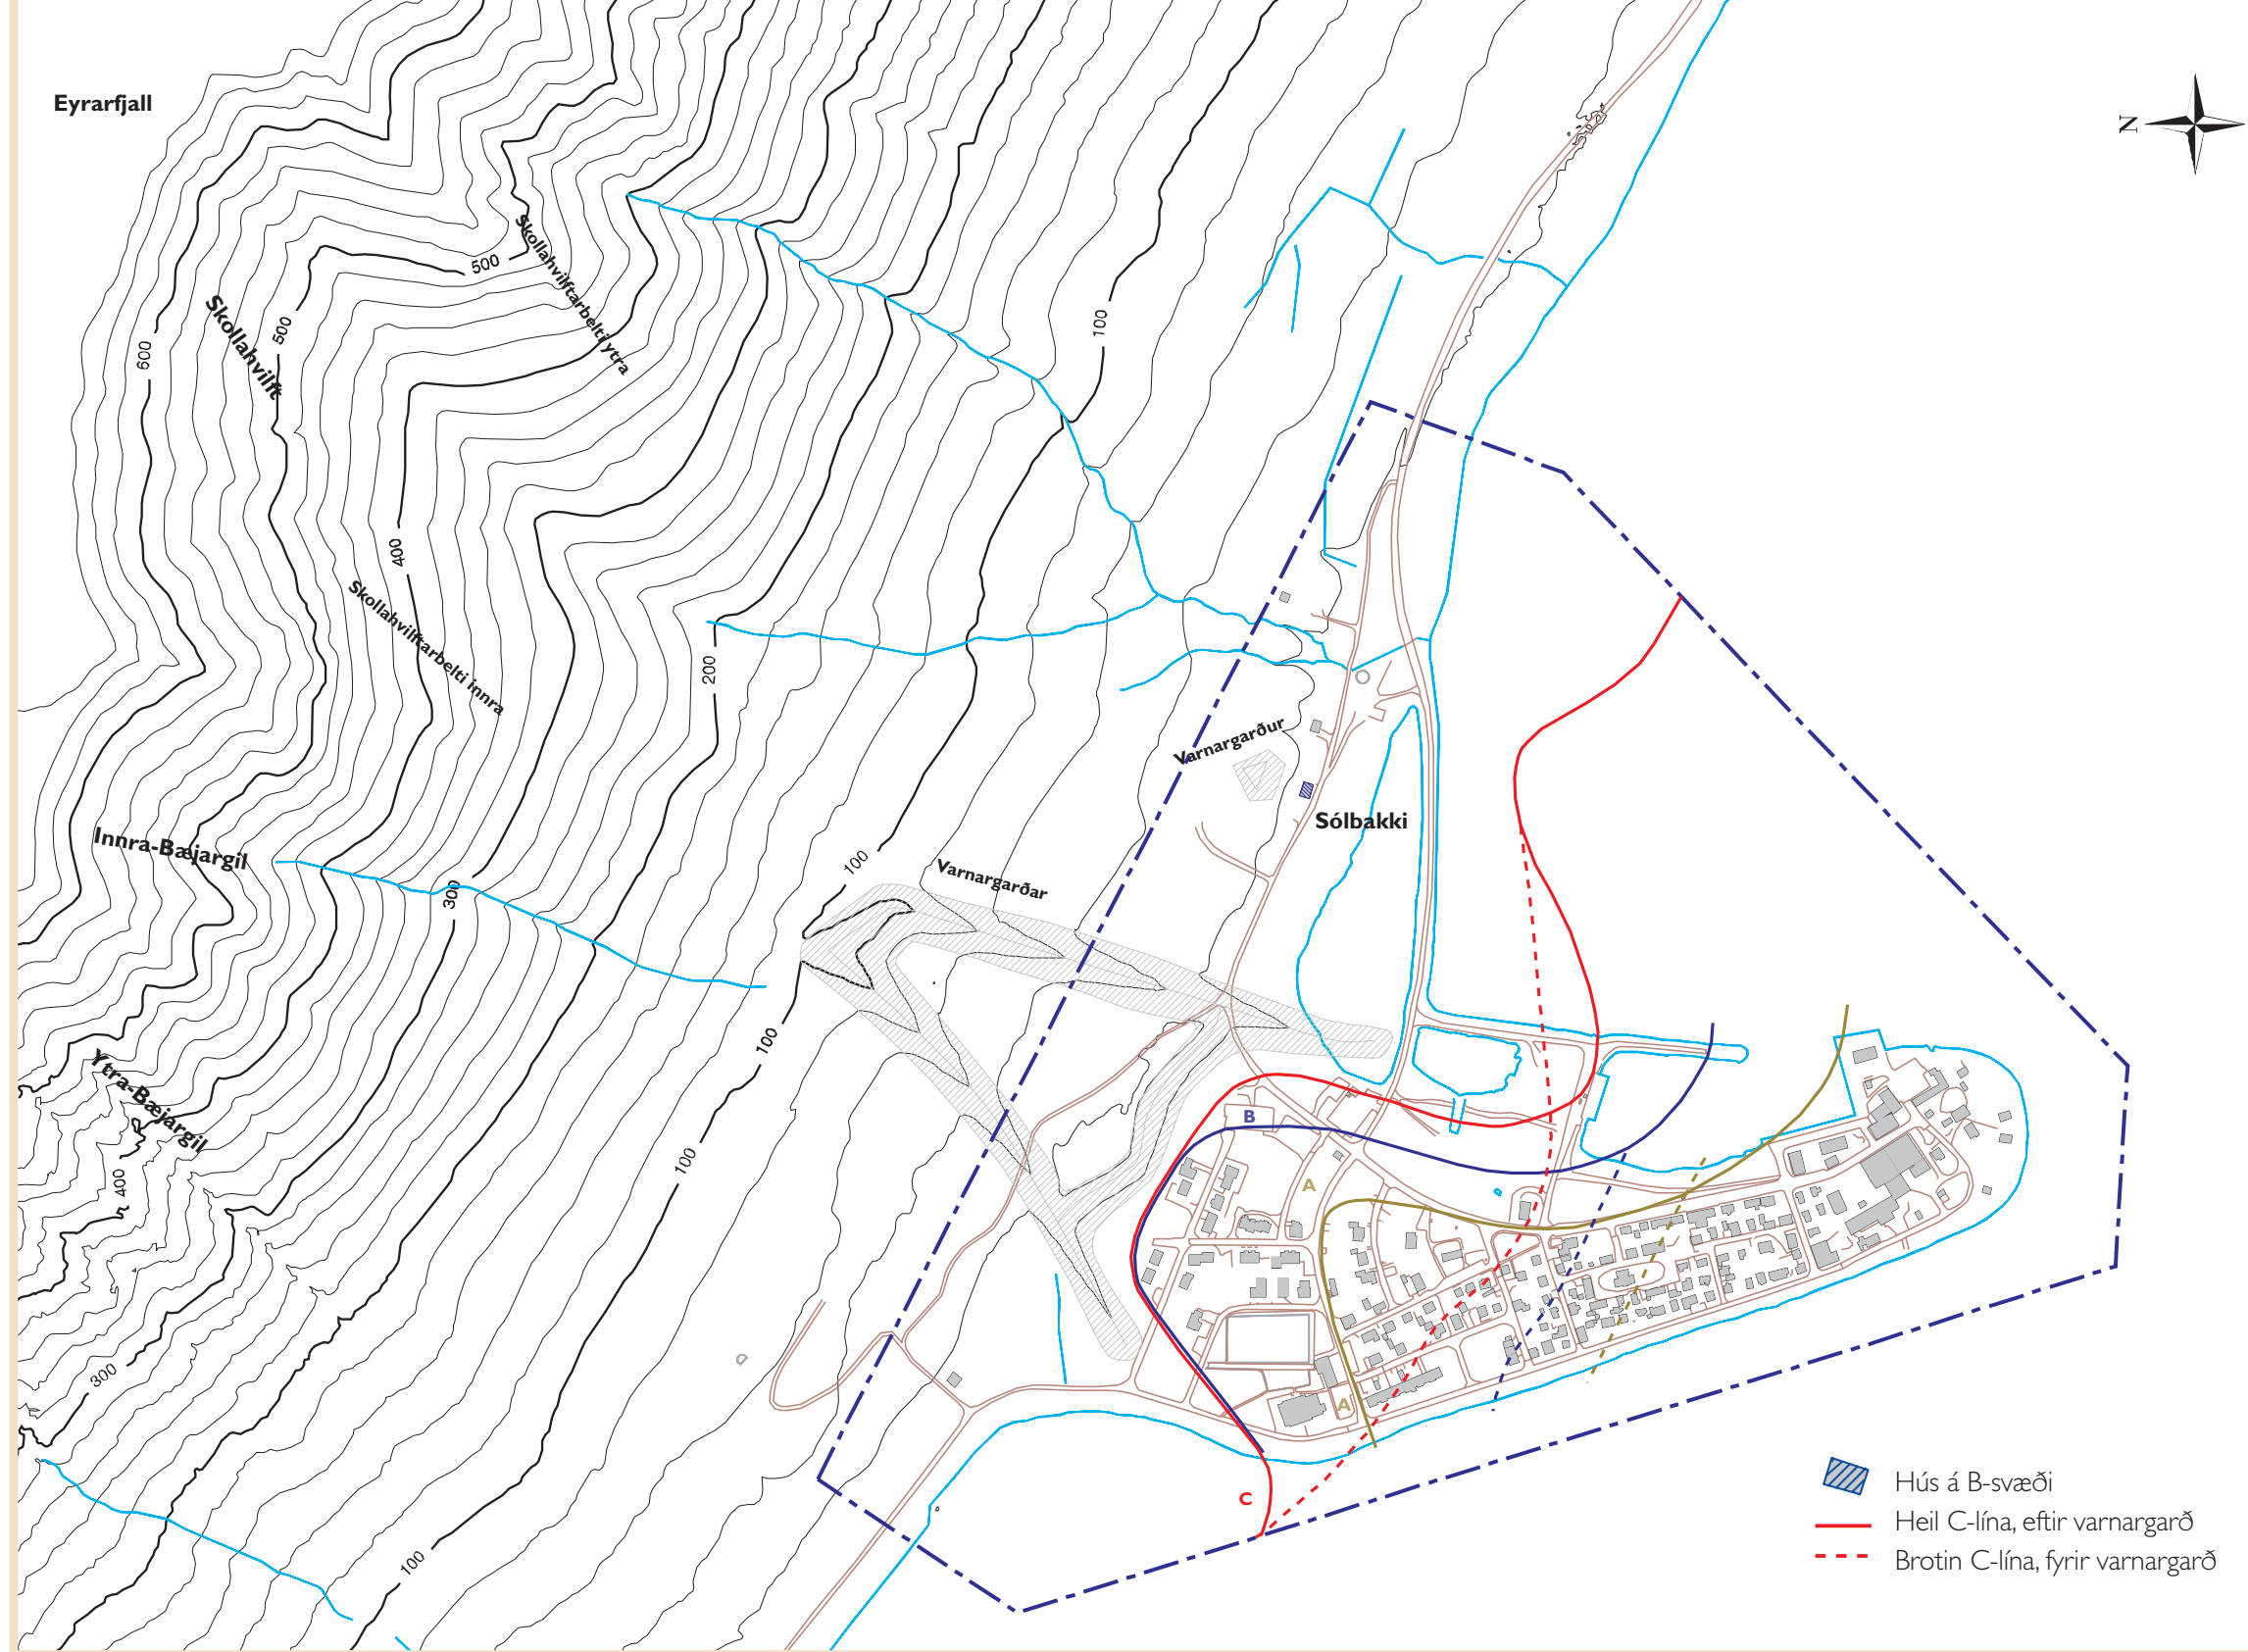 Eyrarfjall
N
500
Skollahvilftarbelti ytra
Skollahvilft
500
600
100
400
Skollahvilftarbelti innra
200
Varnargarður
Sólbakki
Innra-Bæjargil
300
100
Varnargarðar
100
Ytra-Bæjargil
400
100
B
A
300
A
C
100
Hús á B-svæði
Heil C-lína, eftir varnargarð
Brotin C-lína, fyrir varnargarð